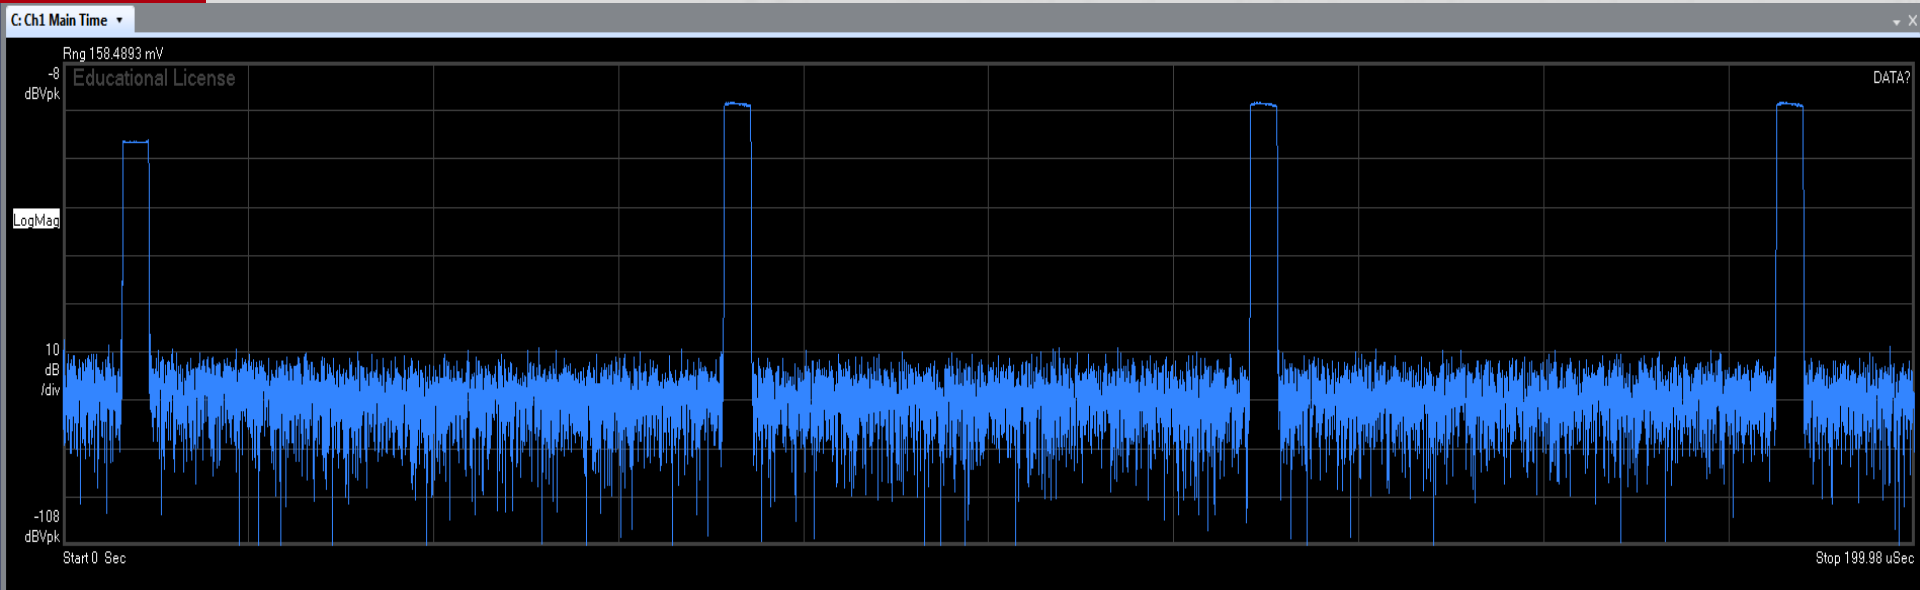 C: Ch1 Main Time
Rng 158.4893 mV
-8
dBVpk
Educational License
DATA?
LogMag
10
dB
/div
-108
dBVpk
Start 0 Sec
Stop 199.98 uSec